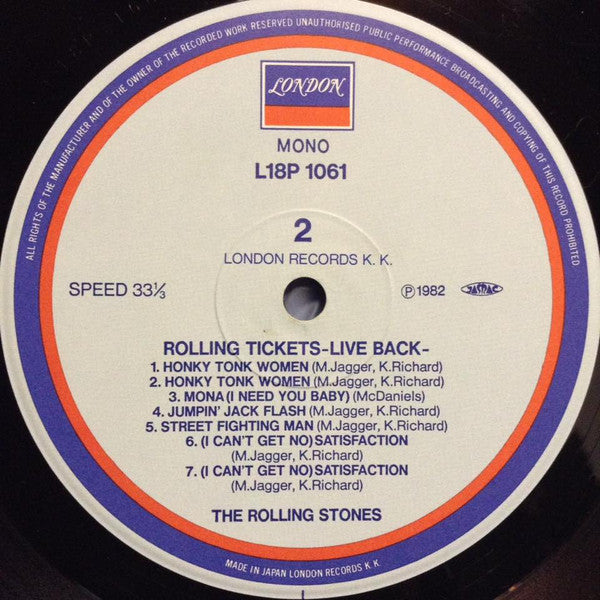 ALL RIGHTS OF THE MANUFACTURER AND OF THE OWNER OF THE RECORDED WORK RESERVED UNAUTHORISED PUBLIC PERFORMANCE BROADCASTING AND COPYING OF THIS RECORD PROHIBITED
LONDON
MONO
L18P 1061
2
LONDON RECORDS K. K.
SPEED 33⅓
Ⓟ1982 JASRAC
ROLLING TICKETS-LIVE BACK-
1. HONKY TONK WOMEN (M.Jagger, K.Richard)
2. HONKY TONK WOMEN (M.Jagger, K.Richard)
3. MONA (I NEED YOU BABY) (McDaniels)
4. JUMPIN' JACK FLASH (M.Jagger, K.Richard)
5. STREET FIGHTING MAN (M.Jagger, K.Richard)
6. (I CAN'T GET NO) SATISFACTION
(M.Jagger, K.Richard)
7. (I CAN'T GET NO) SATISFACTION
(M.Jagger, K.Richard)
THE ROLLING STONES
MADE IN JAPAN LONDON RECORDS K K